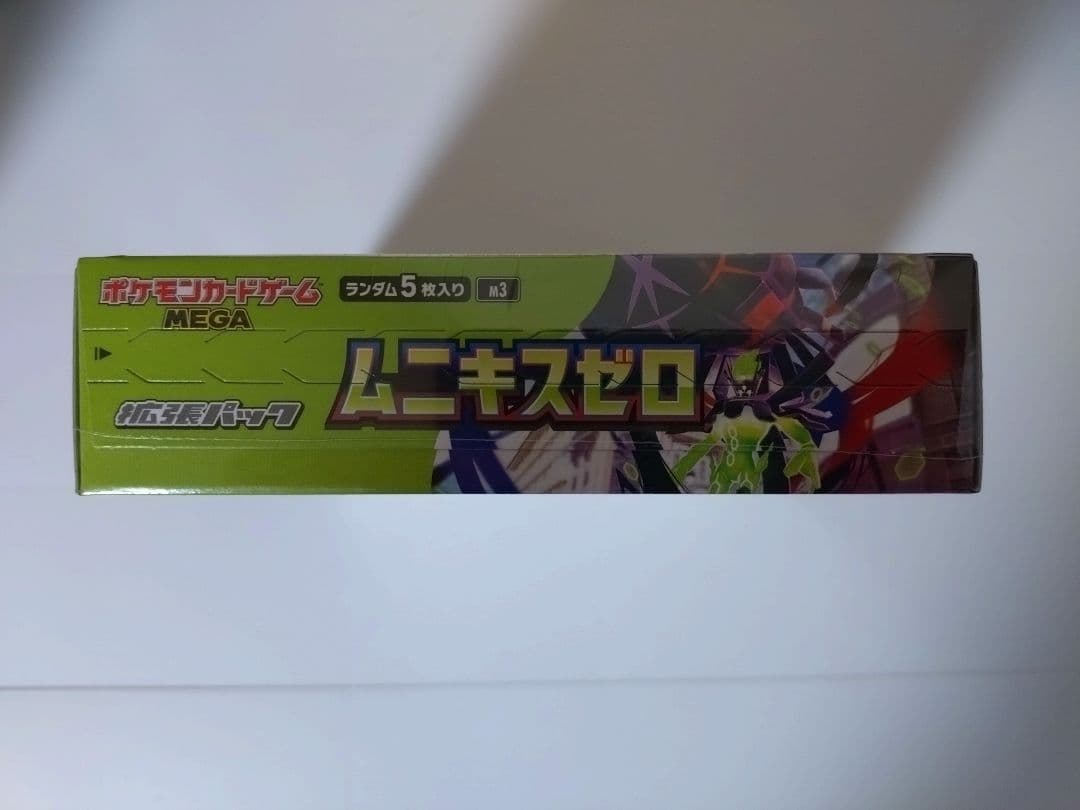 ポケモンカードゲーム
MEGA
ランダム5枚入り
M3
ムニキスゼロ
拡張パック